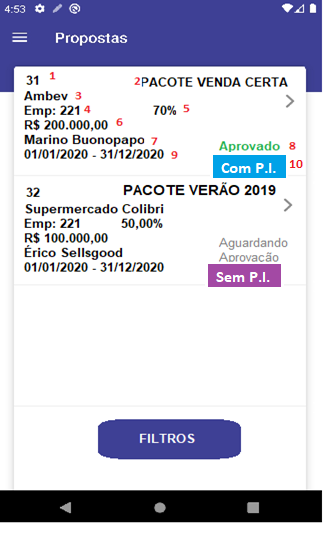 4:53
Propostas
31 1 2 PACOTE VENDA CERTA
Ambev 3
Emp: 221 4 70% 5
R$ 200.000,00 6
Marino Buonopapo 7
Aprovado 8
01/01/2020 - 31/12/2020 9
Com P.I. 10
32 PACOTE VERÃO 2019
Supermercado Colibri
Emp: 221 50,00%
R$ 100.000,00
Érico Sellsgood
Aguardando
Aprovação
01/01/2020 - 31/12/2020
Sem P.I.
FILTROS